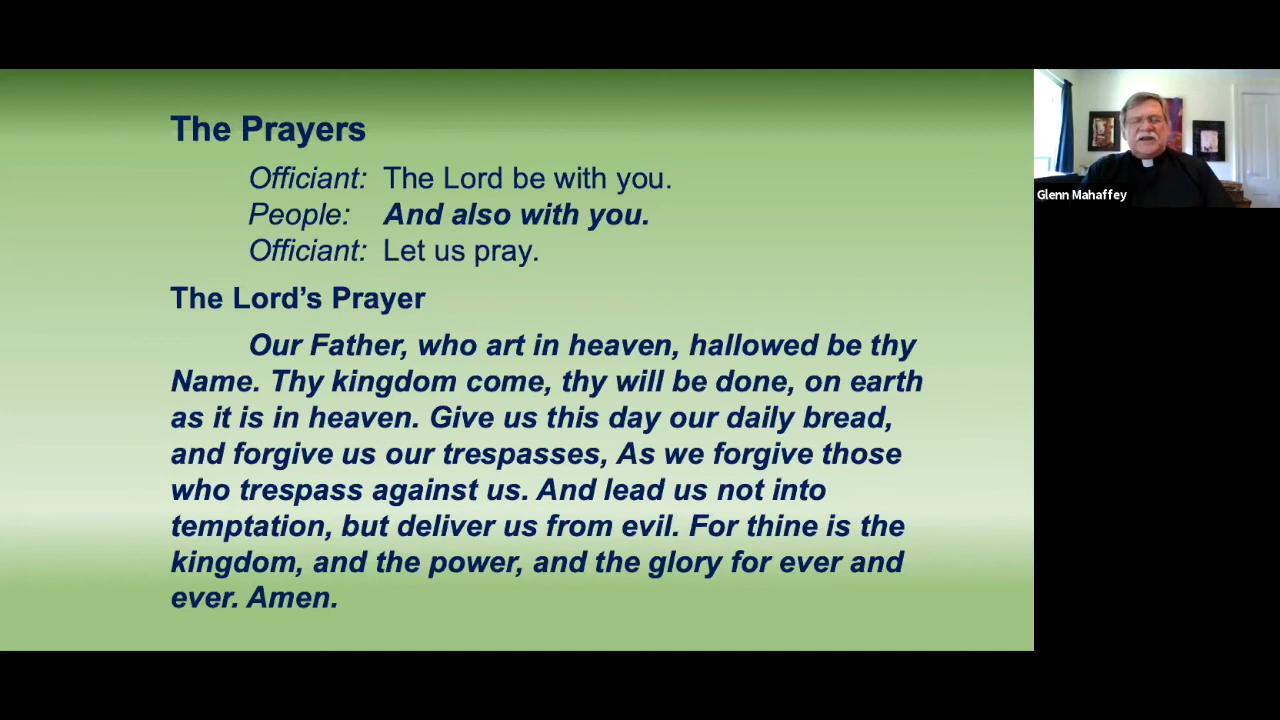 The Prayers
Officiant: The Lord be with you.
People: And also with you.
Officiant: Let us pray.
The Lord’s Prayer
Our Father, who art in heaven, hallowed be thy
Name. Thy kingdom come, thy will be done, on earth
as it is in heaven. Give us this day our daily bread,
and forgive us our trespasses, As we forgive those
who trespass against us. And lead us not into
temptation, but deliver us from evil. For thine is the
kingdom, and the power, and the glory for ever and
ever. Amen.
Glenn Mahaffey